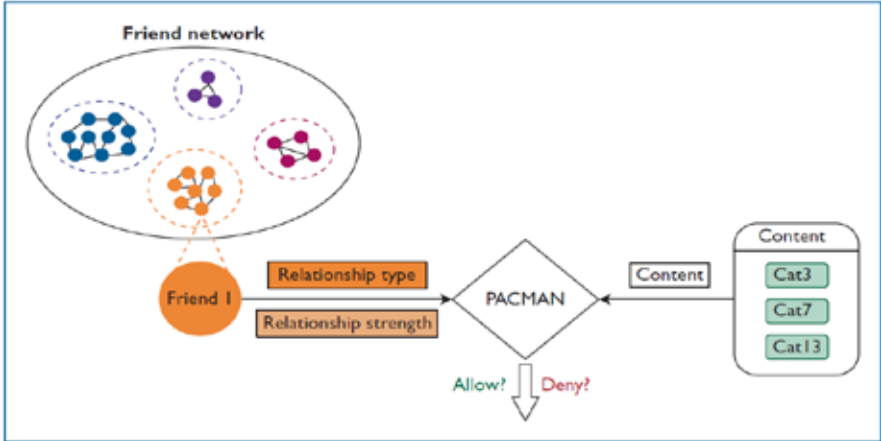 Friend network
Content
Relationship type
Content
Cat3
Friend 1
PACMAN
Cat7
Relationship strength
Cat13
Allow? Deny?